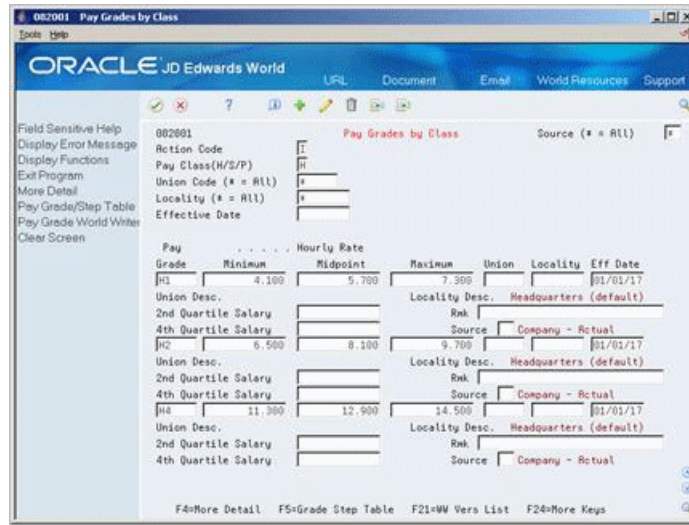 082001 Pay Grades by Class
Tools Help
ORACLE JD Edwards World
URL Document Email World Resources Support
Field Sensitive Help
Display Error Message
Display Functions
Exit Program
More Detail
Pay Grade/Step Table
Pay Grade World Writer
Clear Screen
082001 Pay Grades by Class Source (* = All) *
Action Code I
Pay Class(H/S/P) H
Union Code (* = All) *
Locality (* = All) *
Effective Date
Pay . . . . . Hourly Rate
Grade Minimum Midpoint Maximum Union Locality Eff Date
H1 4.100 5.700 7.300 01/01/17
Union Desc. Locality Desc. Headquarters (default)
2nd Quartile Salary Rmk
4th Quartile Salary Source Company - Actual
H2 6.500 8.100 9.700 01/01/17
Union Desc. Locality Desc. Headquarters (default)
2nd Quartile Salary Rmk
4th Quartile Salary Source Company - Actual
H4 11.300 12.900 14.500 01/01/17
Union Desc. Locality Desc. Headquarters (default)
2nd Quartile Salary Rmk
4th Quartile Salary Source Company - Actual
F4=More Detail F5=Grade Step Table F21=WW Vers List F24=More Keys